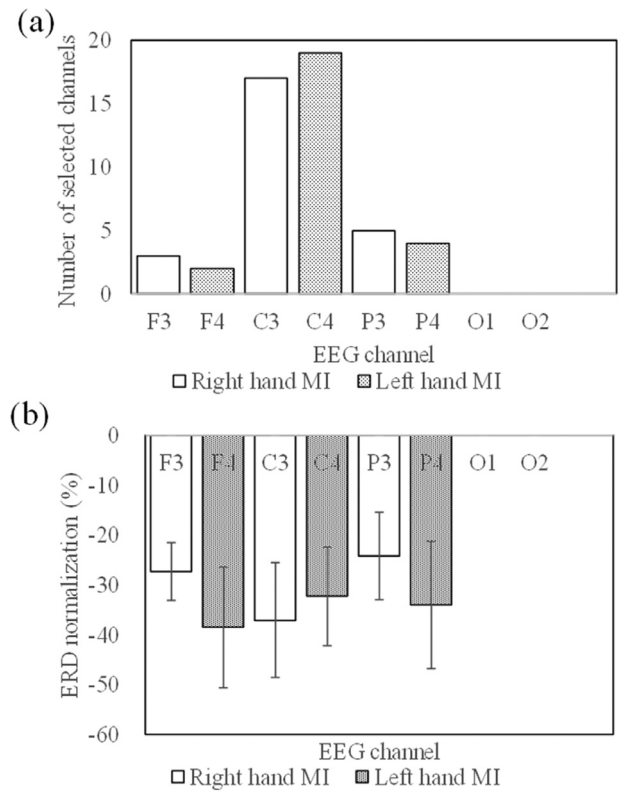 (a)
Number of selected channels
20
15
10
5
0
F3 F4 C3 C4 P3 P4 O1 O2
EEG channel
Right hand MI Left hand MI
(b)
ERD normalization (%)
0
-10
-20
-30
-40
-50
-60
F3 F4 C3 C4 P3 P4 O1 O2
EEG channel
Right hand MI Left hand MI